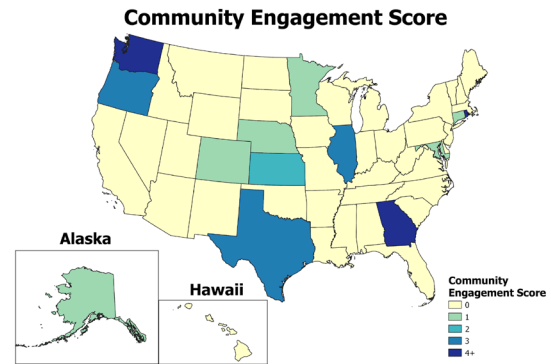 Community Engagement Score
Alaska
Hawaii
Community
Engagement Score
0
1
2
3
4+